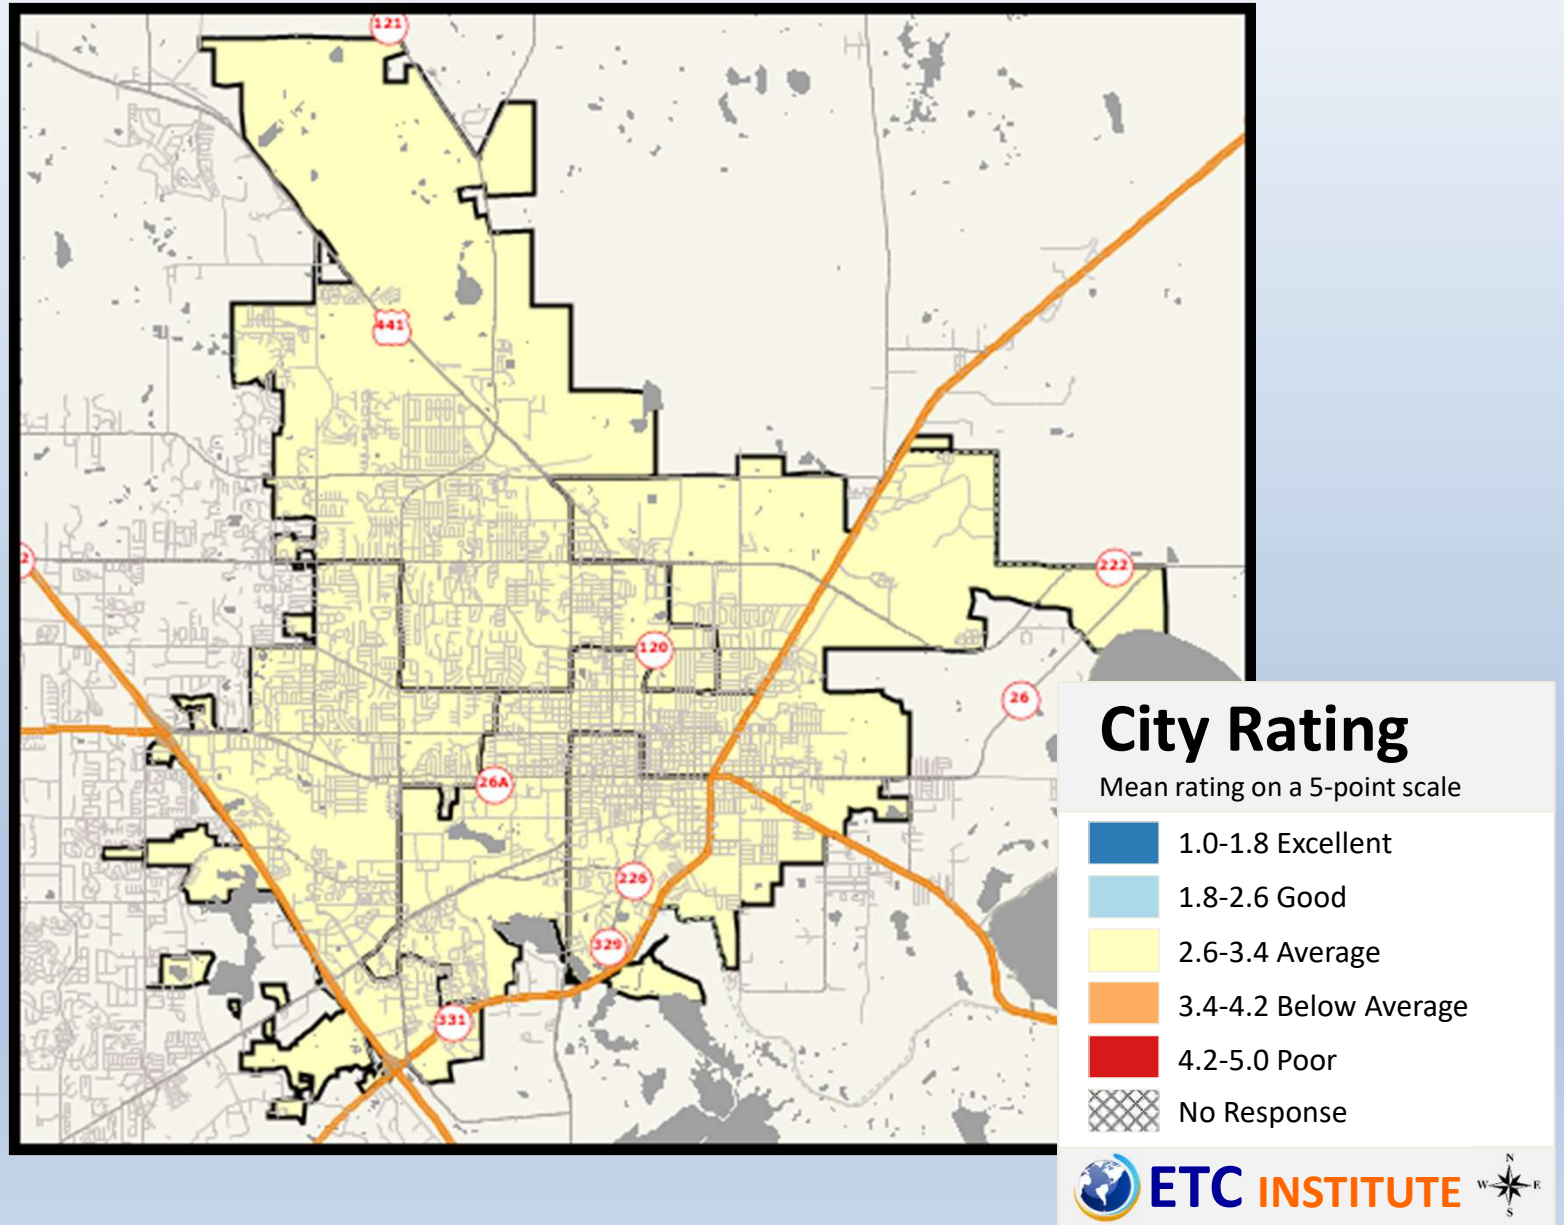 121
441
2
222
120
26
26A
226
329
331
City Rating
Mean rating on a 5-point scale
1.0-1.8 Excellent
1.8-2.6 Good
2.6-3.4 Average
3.4-4.2 Below Average
4.2-5.0 Poor
No Response
ETC INSTITUTE
N
W E
S